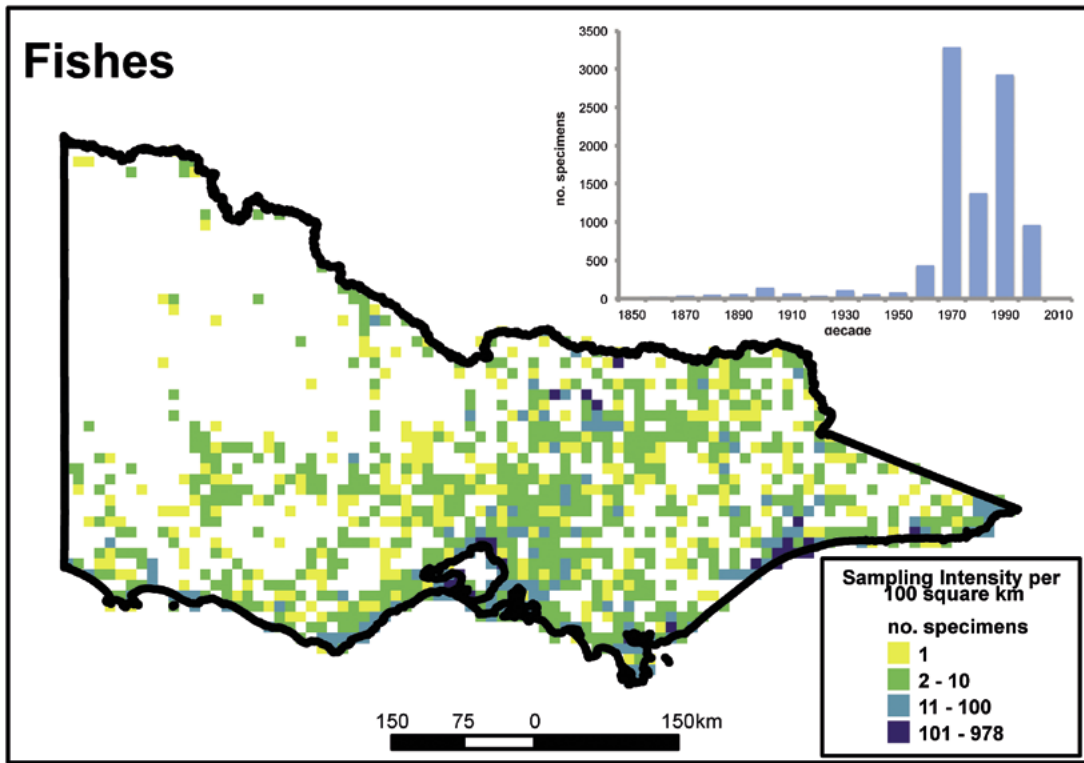 Fishes
no. specimens
3500
3000
2500
2000
1500
1000
500
0
1850 1870 1890 1910 1930 1950 1970 1990 2010
decade
Sampling Intensity per
100 square km
no. specimens
1
2 - 10
11 - 100
101 - 978
150 75 0 150km